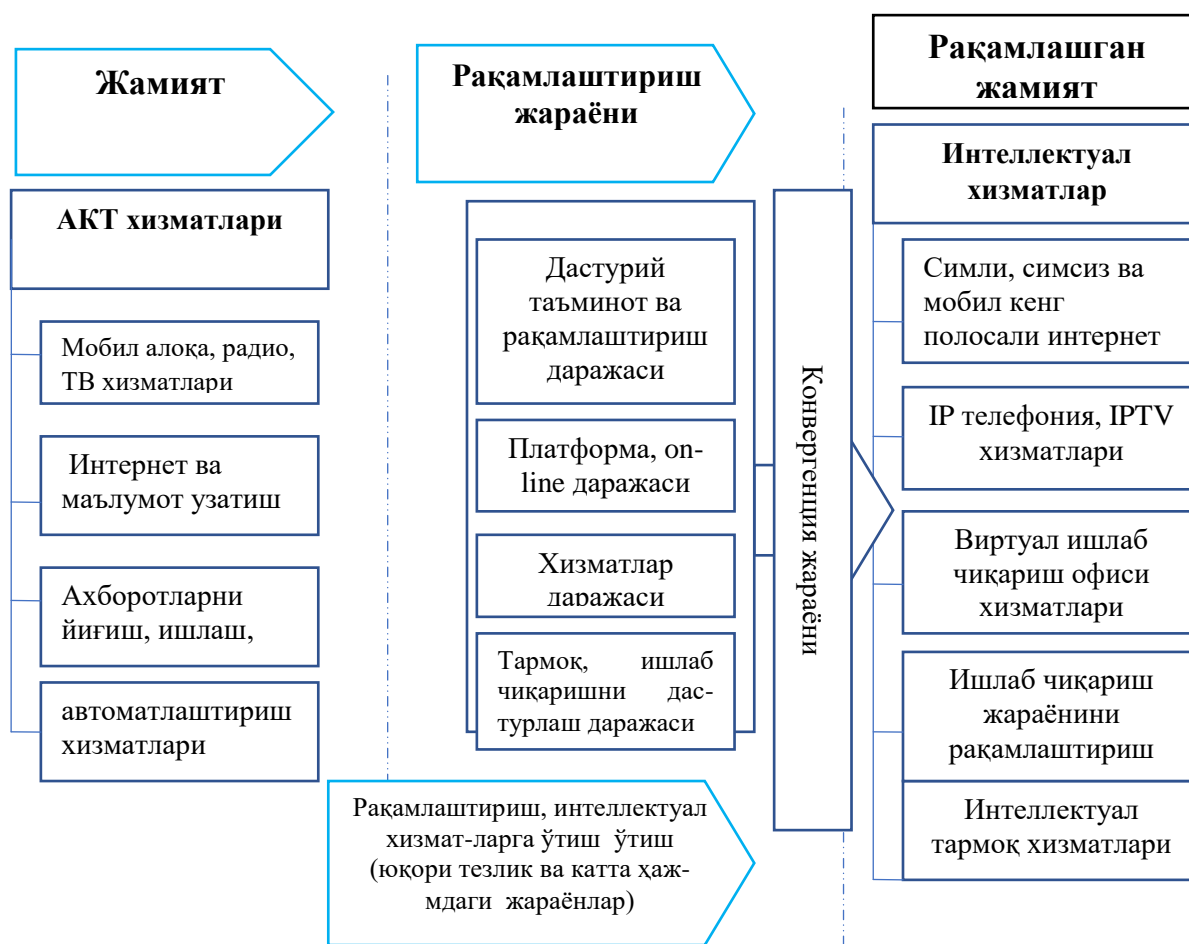 Жамият
АКТ хизматлари
Мобил алоқа, радио,
ТВ хизматлари
Интернет ва
маълумот узатиш
Ахборотларни
йиғиш, ишлаш,
автоматлаштириш
хизматлари
Рақамлаштириш
жараёни
Дастурий
таъминот ва
рақамлаштириш
даражаси
Платформа, on-
line даражаси
Хизматлар
даражаси
Тармоқ, ишлаб
чиқаришни дас-
турлаш даражаси
Рақамлаштириш, интеллектуал
хизмат-ларга ўтиш ўтиш
(юқори тезлик ва катта ҳаж-
мдаги жараёнлар)
Конвергенция жараёни
Рақамлашган
жамият
Интеллектуал
хизматлар
Симли, симсиз ва
мобил кенг
полосали интернет
IP телефония, IPTV
хизматлари
Виртуал ишлаб
чиқариш офиси
хизматлари
Ишлаб чиқариш
жараёнини
рақамлаштириш
Интеллектуал
тармоқ хизматлари